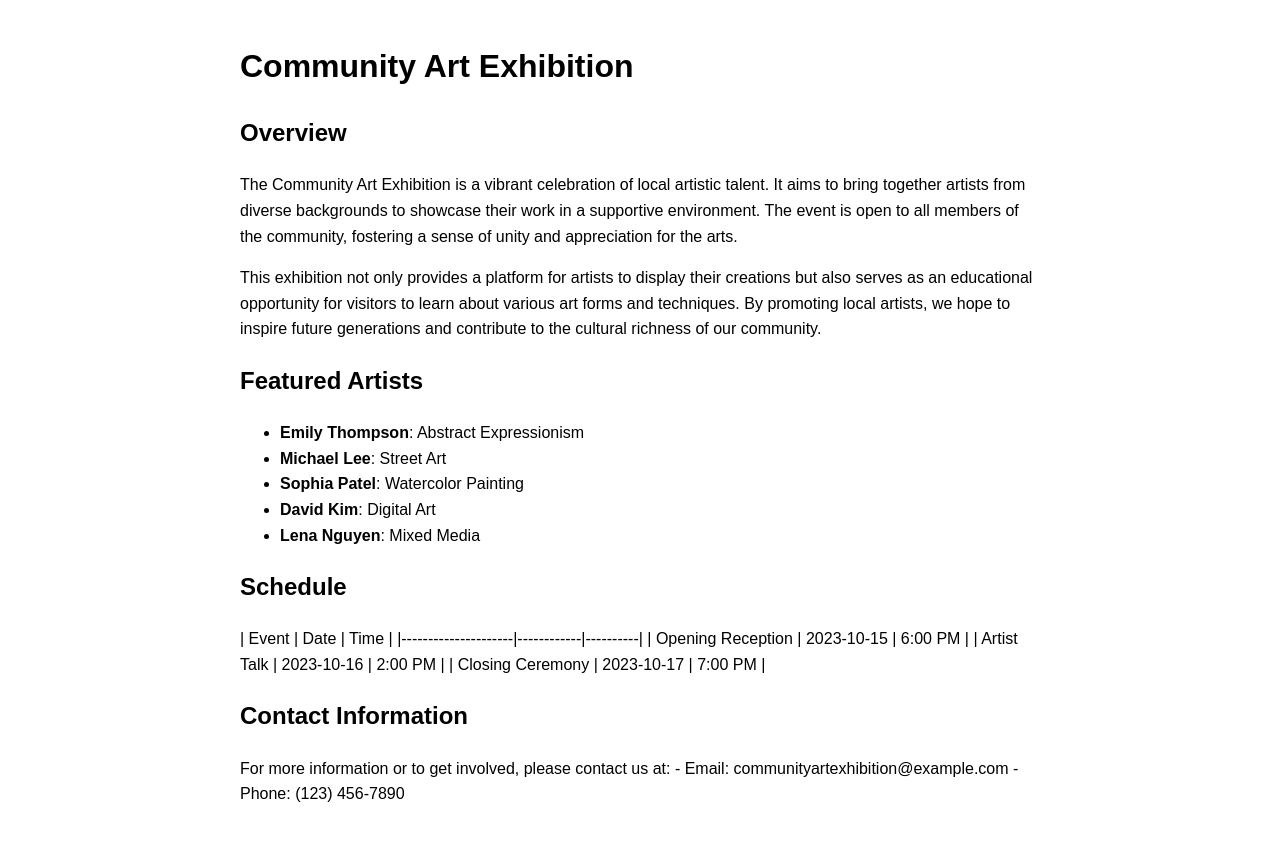 Community Art Exhibition
Overview
The Community Art Exhibition is a vibrant celebration of local artistic talent. It aims to bring together artists from
diverse backgrounds to showcase their work in a supportive environment. The event is open to all members of
the community, fostering a sense of unity and appreciation for the arts.
This exhibition not only provides a platform for artists to display their creations but also serves as an educational
opportunity for visitors to learn about various art forms and techniques. By promoting local artists, we hope to
inspire future generations and contribute to the cultural richness of our community.
Featured Artists
• Emily Thompson: Abstract Expressionism
• Michael Lee: Street Art
• Sophia Patel: Watercolor Painting
• David Kim: Digital Art
• Lena Nguyen: Mixed Media
Schedule
| Event | Date | Time | |---------------------|------------|----------| | Opening Reception | 2023-10-15 | 6:00 PM | | Artist
Talk | 2023-10-16 | 2:00 PM | | Closing Ceremony | 2023-10-17 | 7:00 PM |
Contact Information
For more information or to get involved, please contact us at: - Email: communityartexhibition@example.com -
Phone: (123) 456-7890